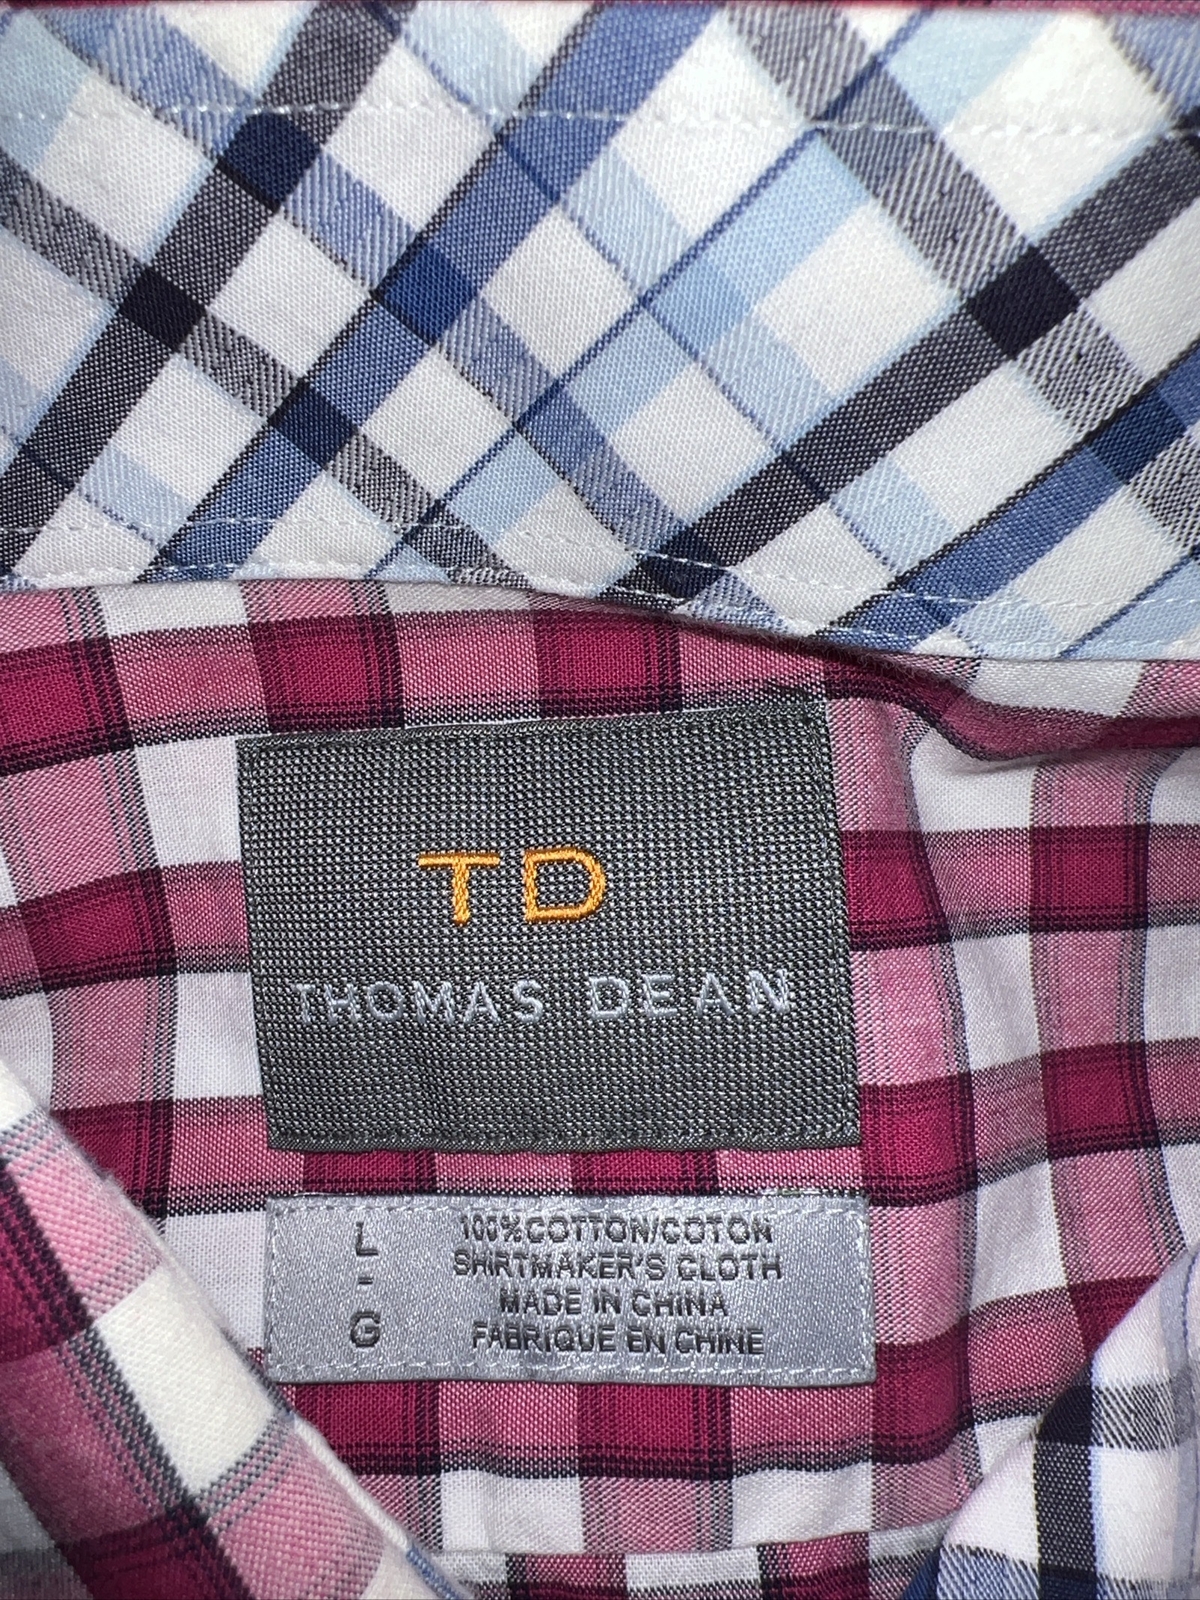 TD
THOMAS DEAN
L
-
G
100%COTTON/COTON
SHIRTMAKER'S CLOTH
MADE IN CHINA
FABRIQUE EN CHINE